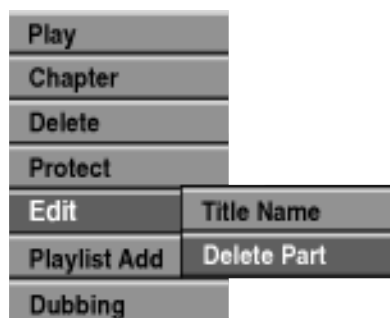 Play
Chapter
Delete
Protect
Edit
Title Name
Playlist Add
Delete Part
Dubbing